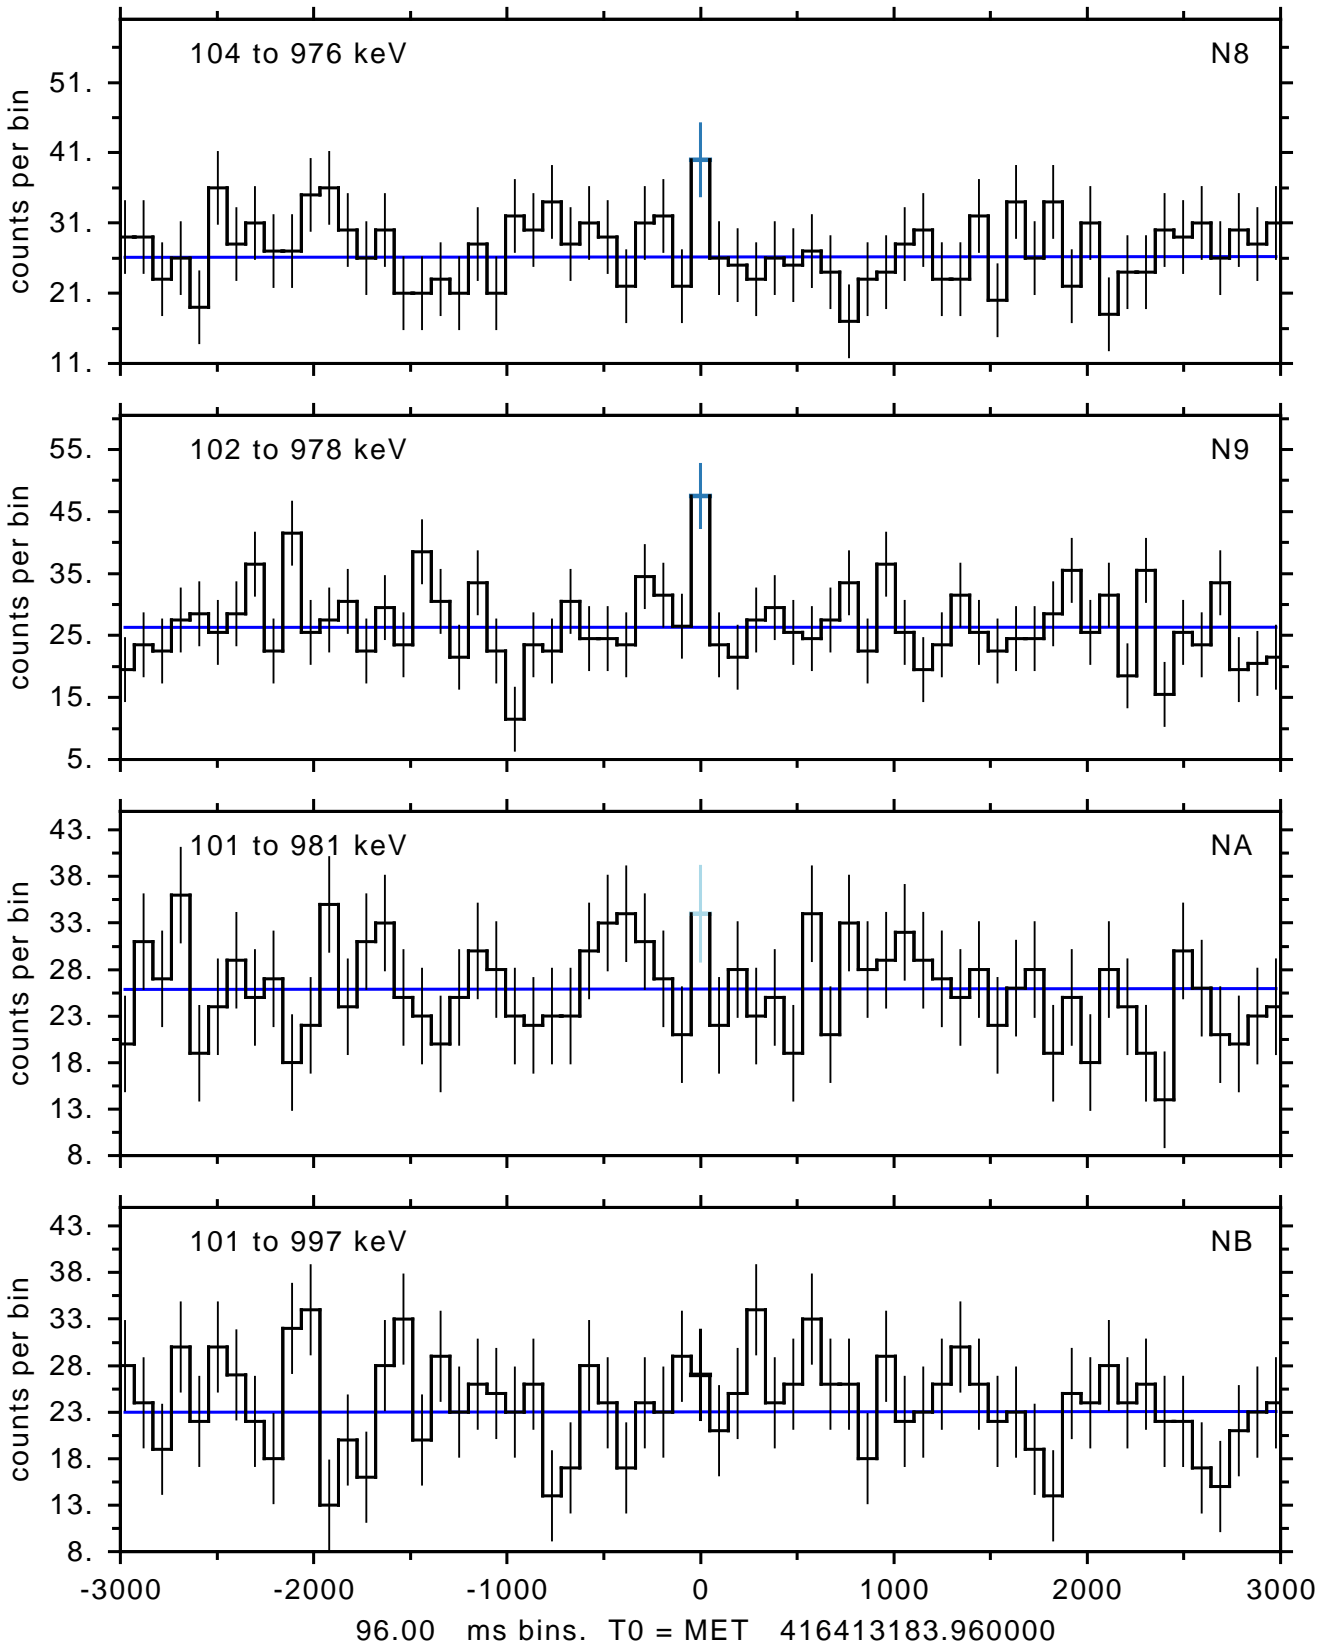 104 to 976 keV N8
51.
41.
31.
21.
11.
counts per bin
102 to 978 keV N9
55.
45.
35.
25.
15.
5.
counts per bin
101 to 981 keV NA
43.
38.
33.
28.
23.
18.
13.
8.
counts per bin
101 to 997 keV NB
43.
38.
33.
28.
23.
18.
13.
8.
counts per bin
-3000 -2000 -1000 0 1000 2000 3000
96.00 ms bins. T0 = MET 416413183.960000